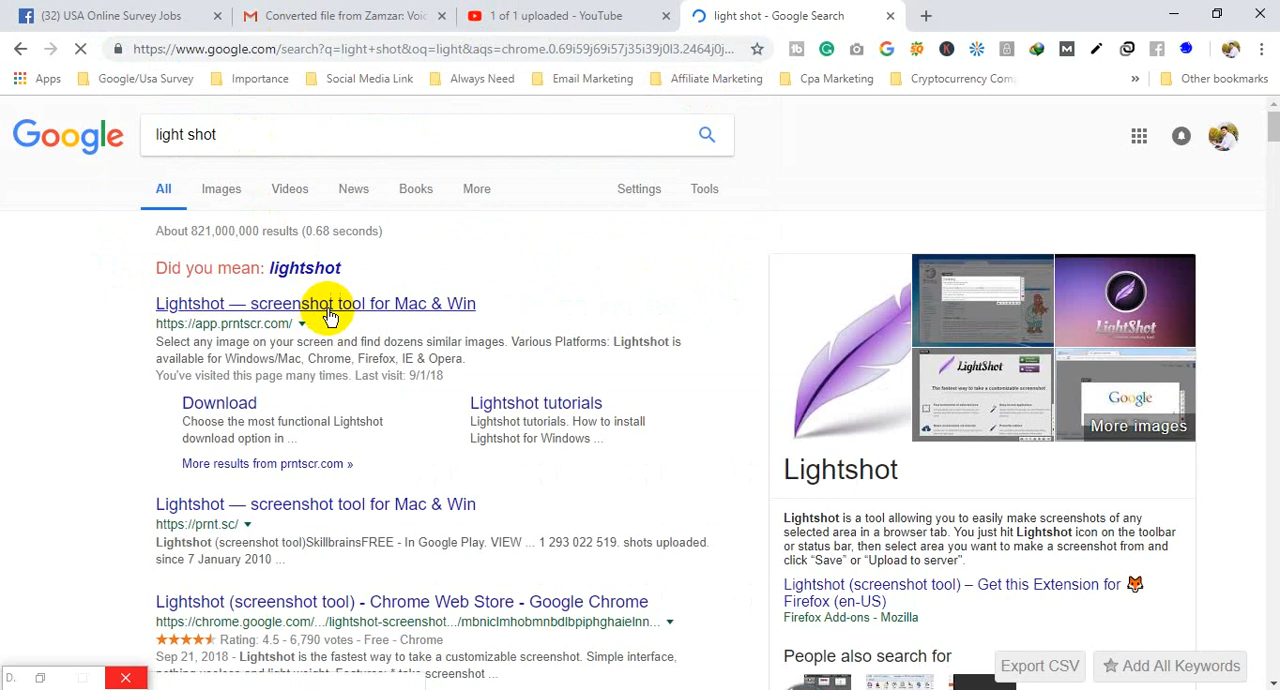 (32) USA Online Survey Jobs
Converted file from Zamzar: Voic
1 of 1 uploaded - YouTube
light shot - Google Search
https://www.google.com/search?q=light+shot&oq=light&aqs=chrome.0.69i59j69i57j35i39j0l3.2464j0j...
Apps
Google/Usa Survey
Importance
Social Media Link
Always Need
Email Marketing
Affiliate Marketing
Cpa Marketing
Cryptocurrency Com
»
Other bookmarks
Google
light shot
All
Images
Videos
News
Books
More
Settings
Tools
About 821,000,000 results (0.68 seconds)
Did you mean: lightshot
Lightshot — screenshot tool for Mac & Win
https://app.prntscr.com/
Select any image on your screen and find dozens similar images. Various Platforms: Lightshot is
available for Windows/Mac, Chrome, Firefox, IE & Opera.
You've visited this page many times. Last visit: 9/1/18
Download
Choose the most functional Lightshot
download option in ...
Lightshot tutorials
Lightshot tutorials. How to install
Lightshot for Windows ...
More results from prntscr.com »
Lightshot — screenshot tool for Mac & Win
https://prnt.sc/
Lightshot (screenshot tool)SkillbrainsFREE - In Google Play. VIEW ... 1 293 022 519. shots uploaded.
since 7 January 2010 ...
Lightshot (screenshot tool) - Chrome Web Store - Google Chrome
https://chrome.google.com/.../lightshot-screenshot.../mbniclmhobmnbdlbpiphghaielnn...
Rating: 4.5 - 6,790 votes - Free - Chrome
Sep 21, 2018 - Lightshot is the fastest way to take a customizable screenshot. Simple interface,
LightShot
LightShot
The fastest way to take a customizable screenshot
Google
More images
Lightshot
Lightshot is a tool allowing you to easily make screenshots of any
selected area in a browser tab. You just hit Lightshot icon on the toolbar
or status bar, then select area you want to make a screenshot from and
click “Save” or “Upload to server”.
Lightshot (screenshot tool) – Get this Extension for
Firefox (en-US)
Firefox Add-ons - Mozilla
People also search for
Export CSV
Add All Keywords
D.